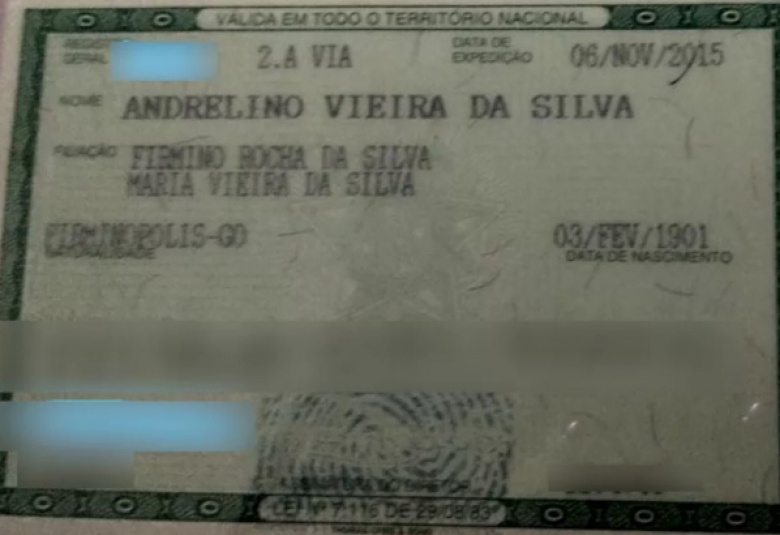 VÁLIDA EM TODO O TERRITÓRIO NACIONAL
REGISTRO GERAL 2.A VIA DATA DE EXPEDIÇÃO 06/NOV/2015
NOME ANDRELINO VIEIRA DA SILVA
FILIAÇÃO FIRMINO ROCHA DA SILVA
MARIA VIEIRA DA SILVA
FIRMINOPOLIS-GO 03/FEV/1901
NATURALIDADE DATA DE NASCIMENTO
LEI Nº 7.116 DE 29/08/83